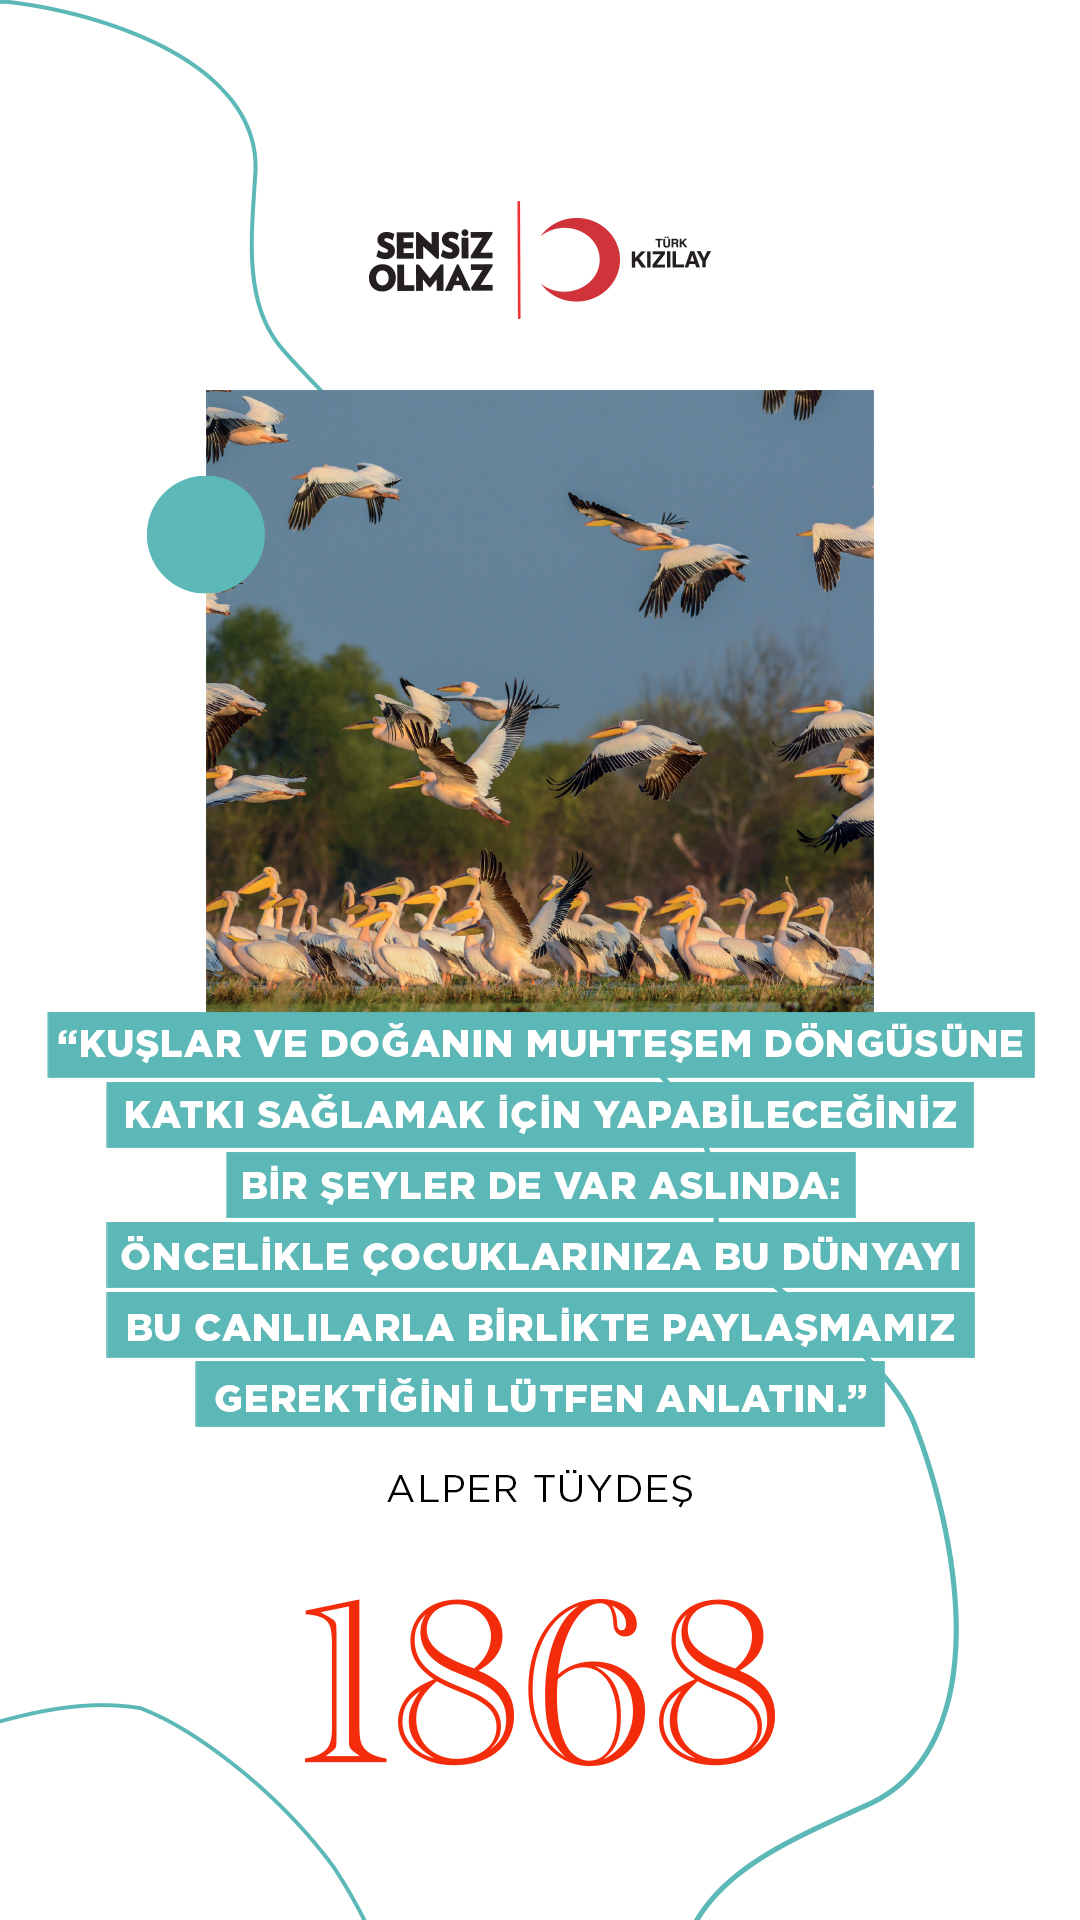 SENSİZ
OLMAZ
TÜRK
KIZILAY
“KUŞLAR VE DOĞANIN MUHTEŞEM DÖNGÜSÜNE
KATKI SAĞLAMAK İÇİN YAPABİLECEĞİNİZ
BİR ŞEYLER DE VAR ASLINDA:
ÖNCELİKLE ÇOCUKLARINIZA BU DÜNYAYI
BU CANLILARLA BİRLİKTE PAYLAŞMAMIZ
GEREKTİĞİNİ LÜTFEN ANLATIN.”
ALPER TÜYDEŞ
1868